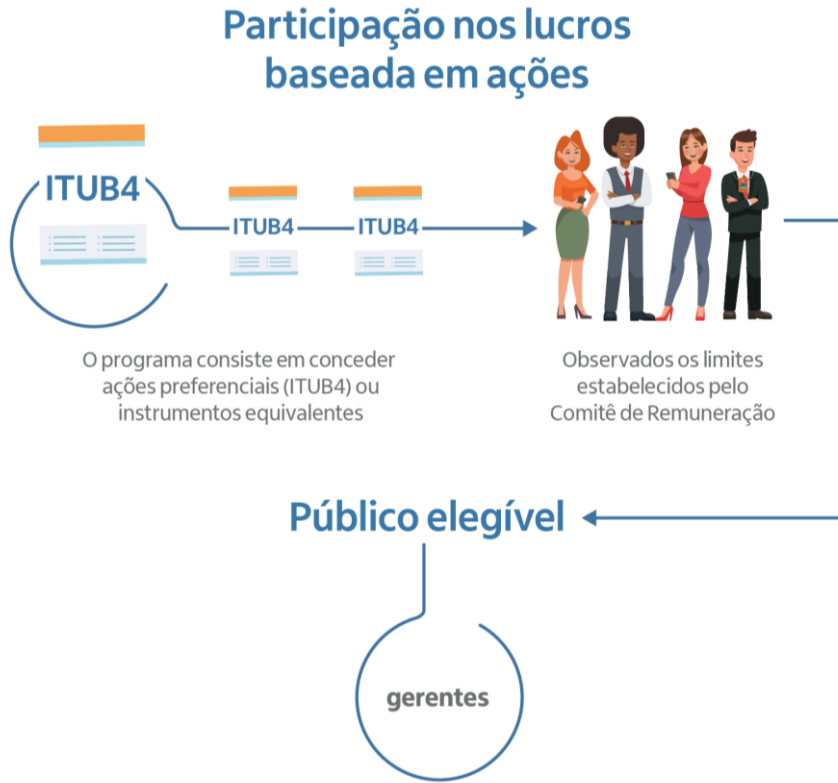 Participação nos lucros
baseada em ações
ITUB4
ITUB4
ITUB4
O programa consiste em conceder
ações preferenciais (ITUB4) ou
instrumentos equivalentes
Observados os limites
estabelecidos pelo
Comitê de Remuneração
Público elegível
gerentes